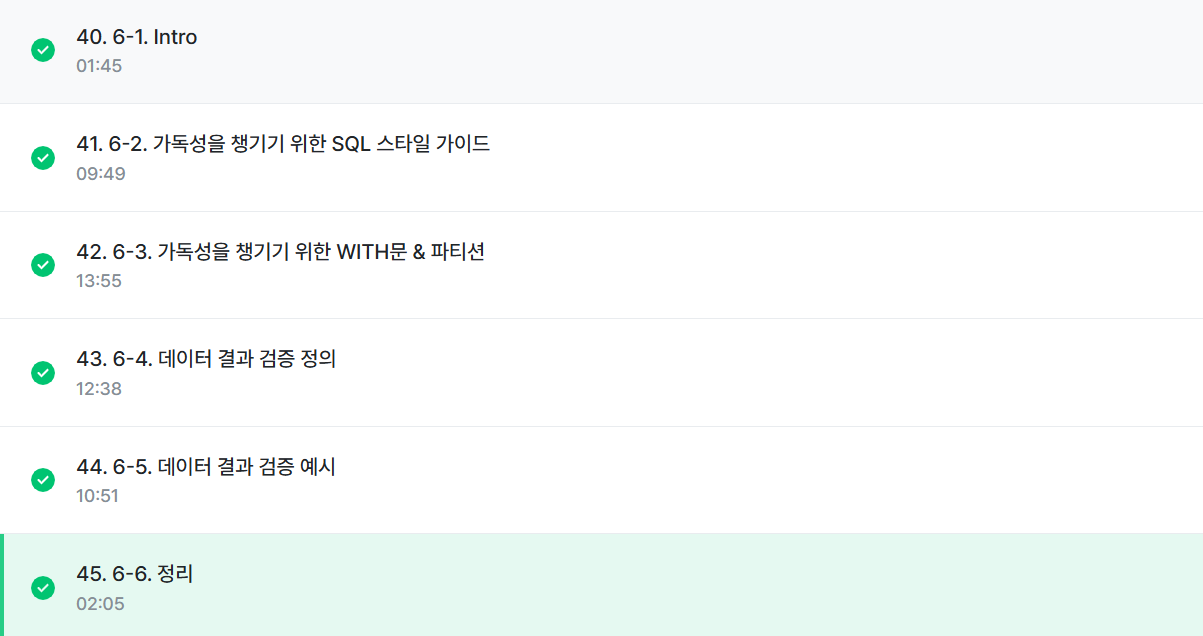 40. 6-1. Intro
01:45
41. 6-2. 가독성을 챙기기 위한 SQL 스타일 가이드
09:49
42. 6-3. 가독성을 챙기기 위한 WITH문 & 파티션
13:55
43. 6-4. 데이터 결과 검증 정의
12:38
44. 6-5. 데이터 결과 검증 예시
10:51
45. 6-6. 정리
02:05